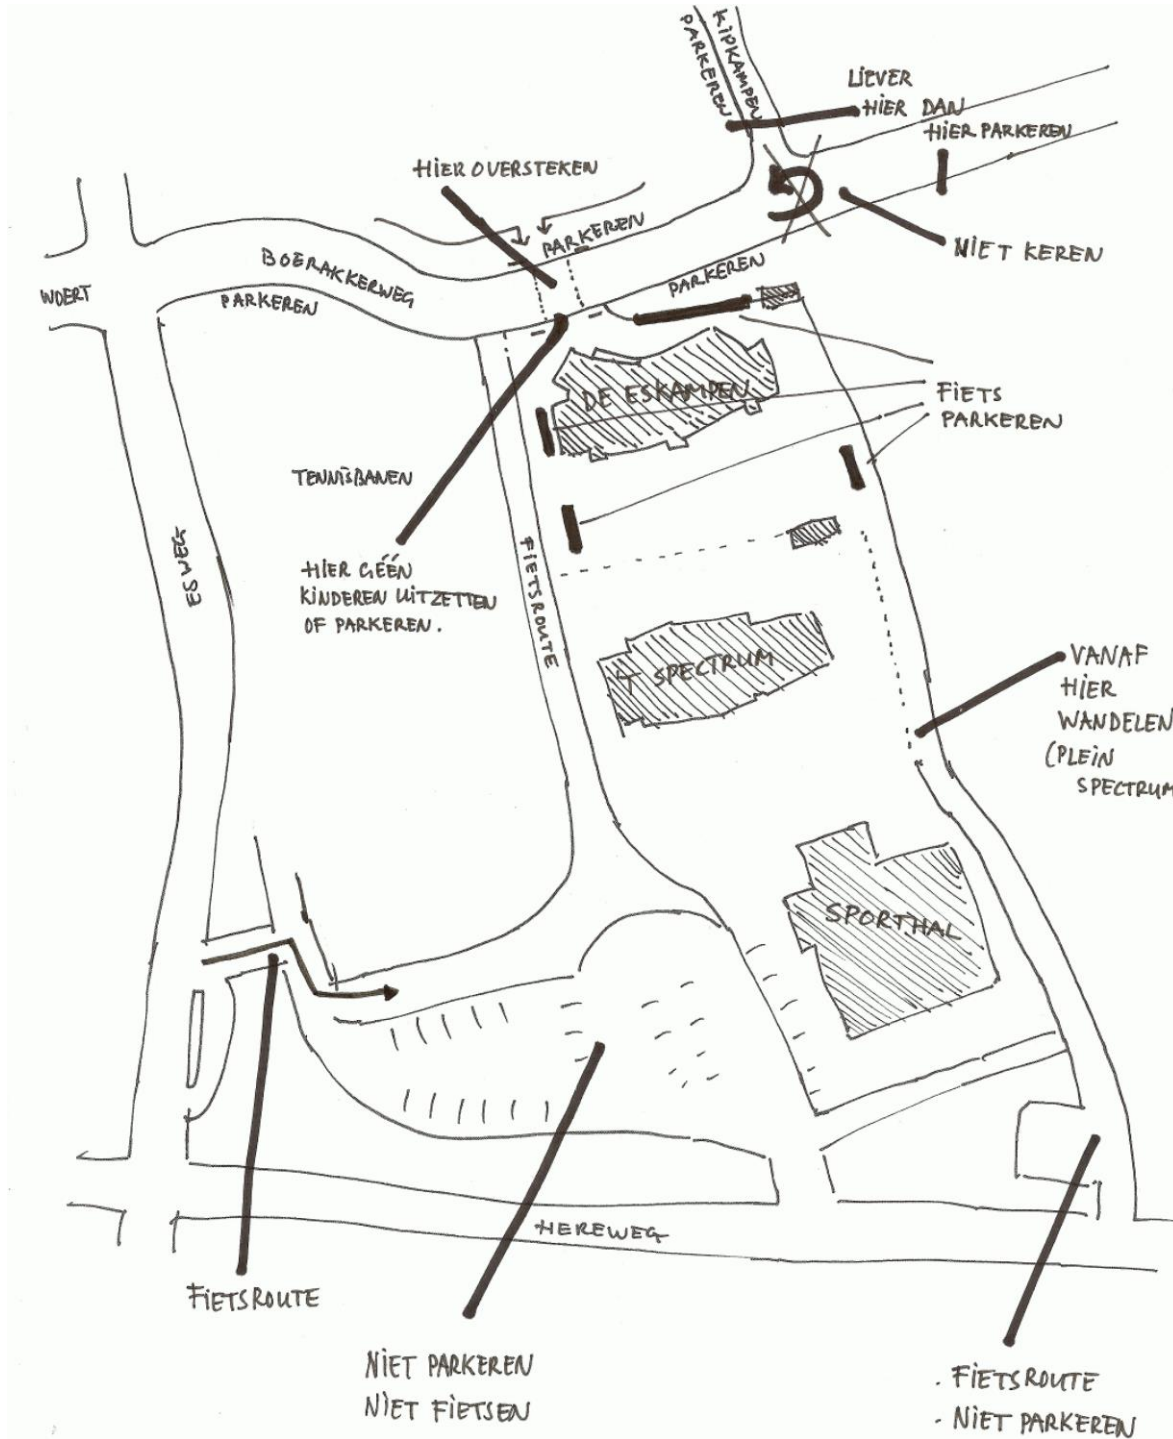 KIPKAMPEN
PARKEREN
LIEVER
HIER DAN
HIER PARKEREN
HIER OVERSTEKEN
PARKEREN
NIET KEREN
BOERAKKERWEG
PARKEREN
WOERT
PARKEREN
DE ESKAMPEN
FIETS
PARKEREN
TENNISBANEN
ESWEG
FIETSROUTE
HIER GÉÉN
KINDEREN UITZETTEN
OF PARKEREN.
'T SPECTRUM
VANAF
HIER
WANDELEN
(PLEIN
SPECTRUM
SPORTHAL
HEREWEG
FIETSROUTE
NIET PARKEREN
NIET FIETSEN
. FIETSROUTE
- NIET PARKEREN